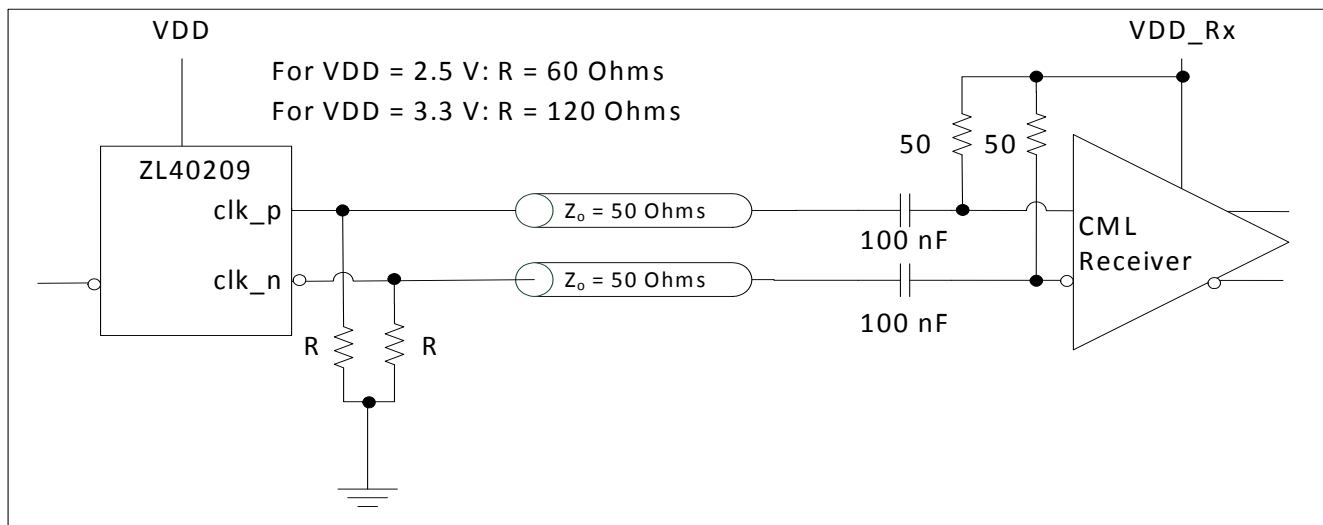 VDD
VDD_Rx
For VDD = 2.5 V: R = 60 Ohms
For VDD = 3.3 V: R = 120 Ohms
50
50
ZL40209
clk_p
Zo = 50 Ohms
100 nF
CML
Receiver
clk_n
Zo = 50 Ohms
100 nF
R
R